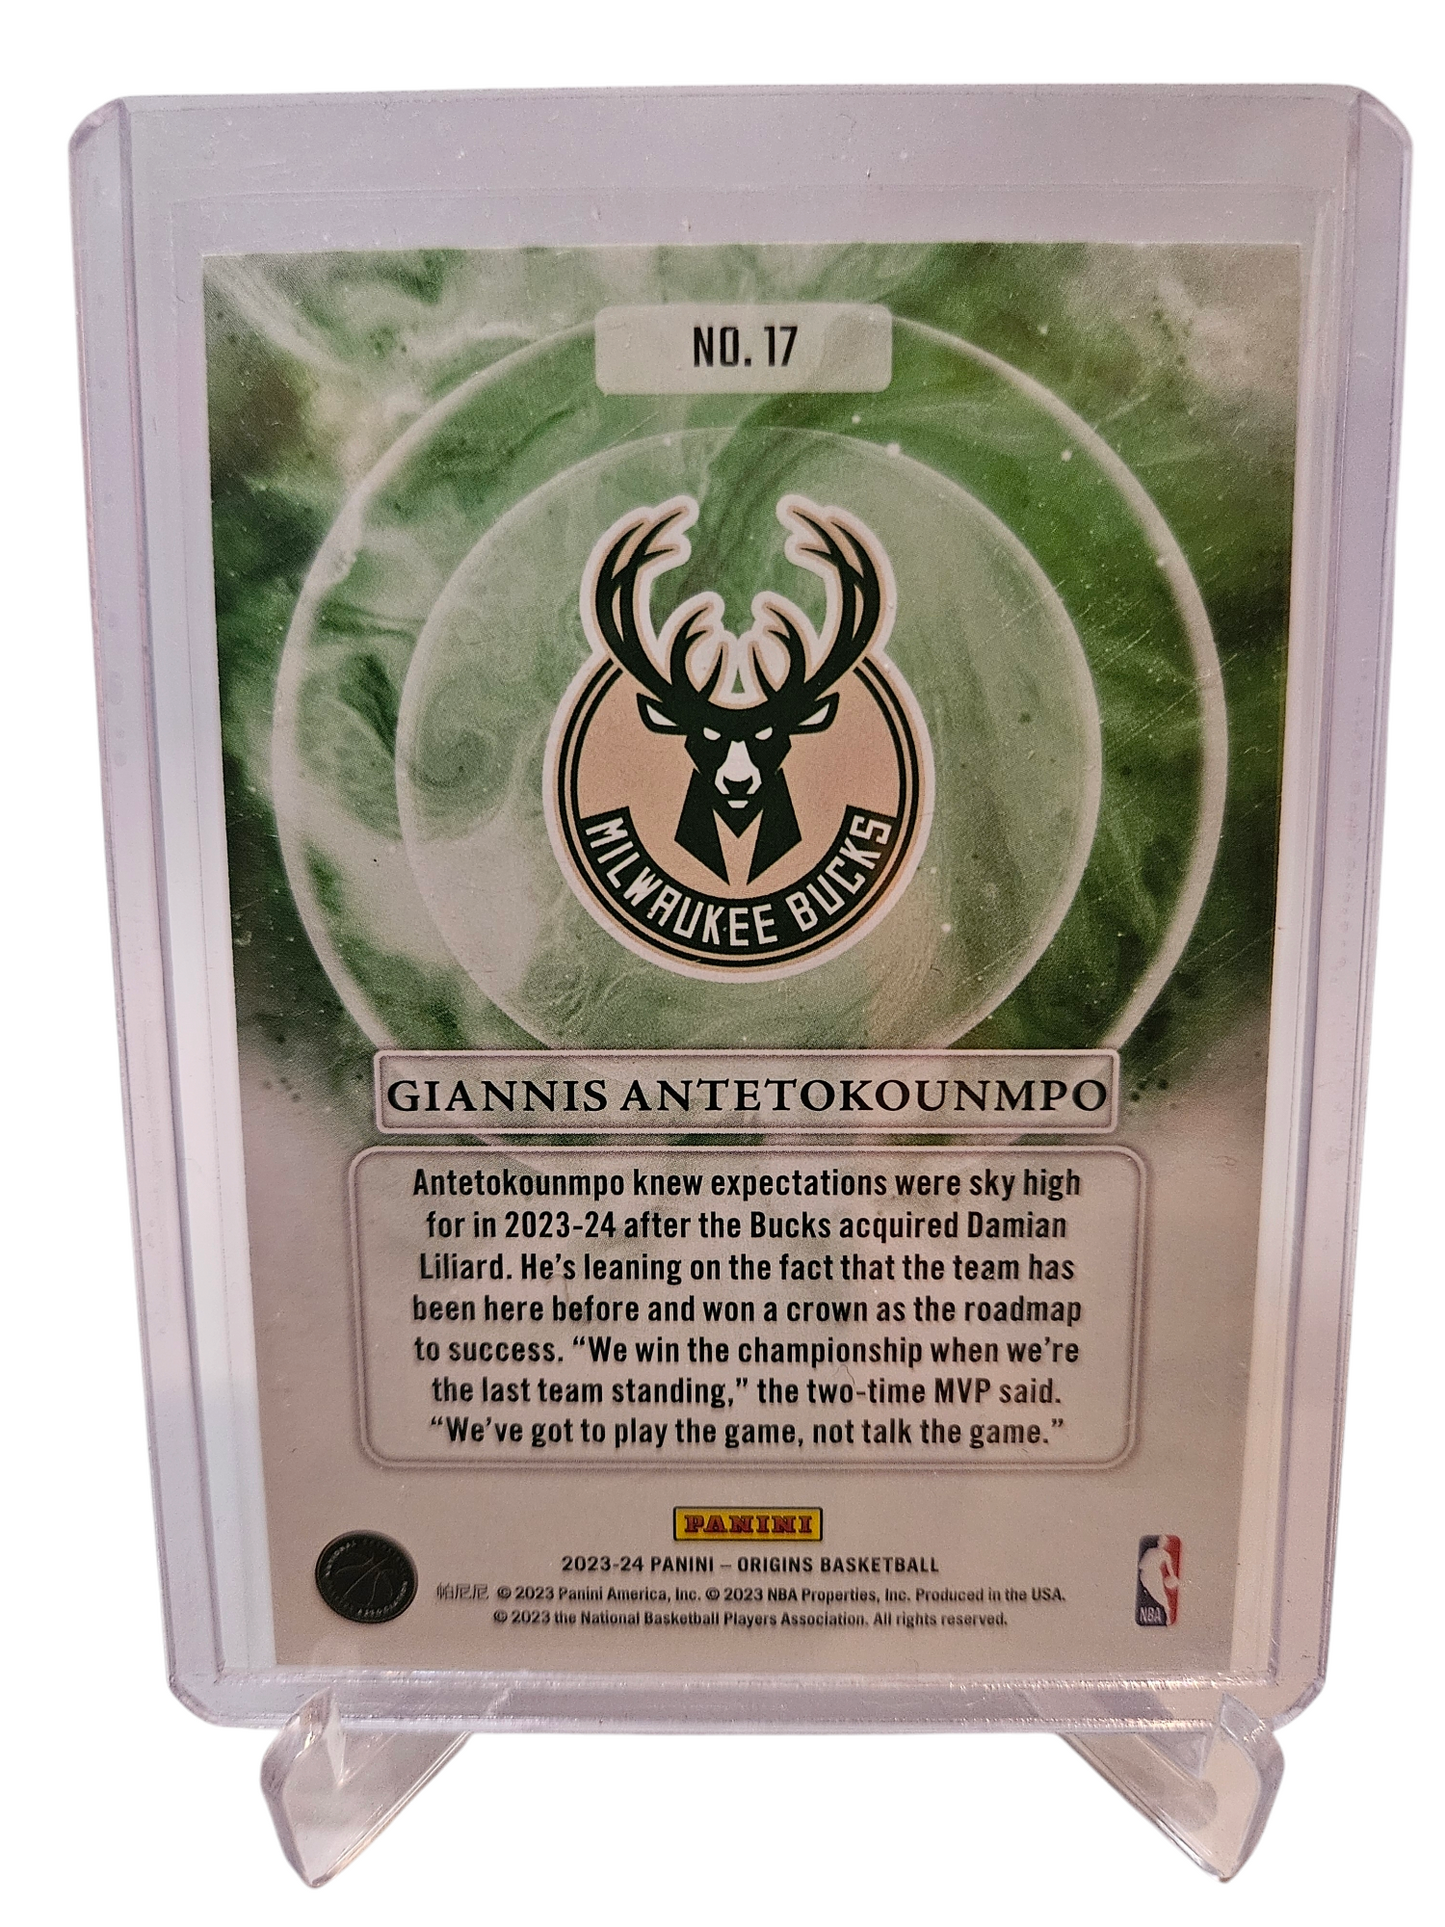 NO. 17
MILWAUKEE BUCKS
GIANNIS ANTETOKOUNMPO
Antetokounmpo knew expectations were sky high
for in 2023-24 after the Bucks acquired Damian
Liliard. He’s leaning on the fact that the team has
been here before and won a crown as the roadmap
to success. “We win the championship when we’re
the last team standing,” the two-time MVP said.
“We’ve got to play the game, not talk the game.”
PANINI
2023-24 PANINI – ORIGINS BASKETBALL
帕尼尼 © 2023 Panini America, Inc. © 2023 NBA Properties, Inc. Produced in the USA.
© 2023 the National Basketball Players Association. All rights reserved.
NBA